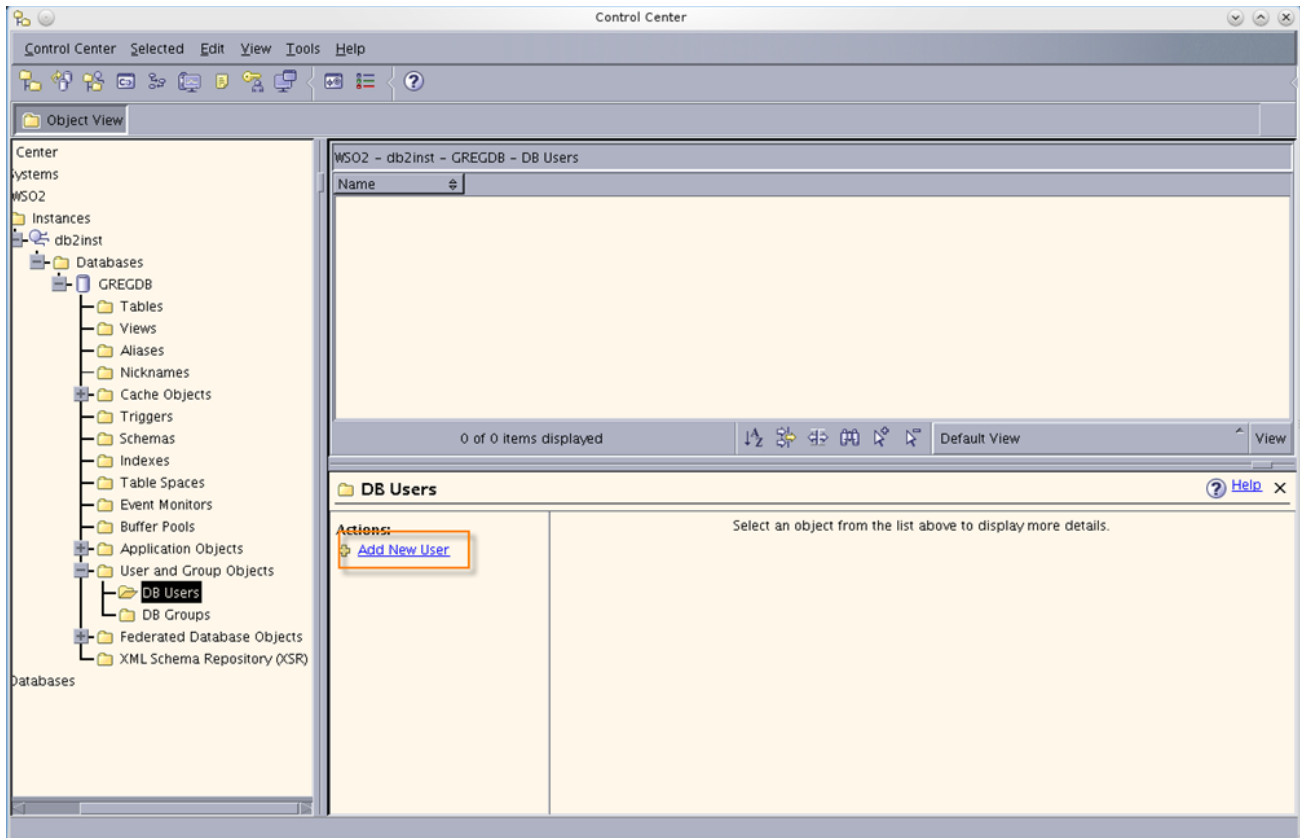 Control Center
Control Center Selected Edit View Tools Help
Object View
Center
ystems
WSO2
Instances
db2inst
Databases
GREGDB
Tables
Views
Aliases
Nicknames
Cache Objects
Triggers
Schemas
Indexes
Table Spaces
Event Monitors
Buffer Pools
Application Objects
User and Group Objects
DB Users
DB Groups
Federated Database Objects
XML Schema Repository (XSR)
Databases
WSO2 - db2inst - GREGDB - DB Users
Name
0 of 0 items displayed
Default View
View
DB Users
Help
Actions:
Add New User
Select an object from the list above to display more details.